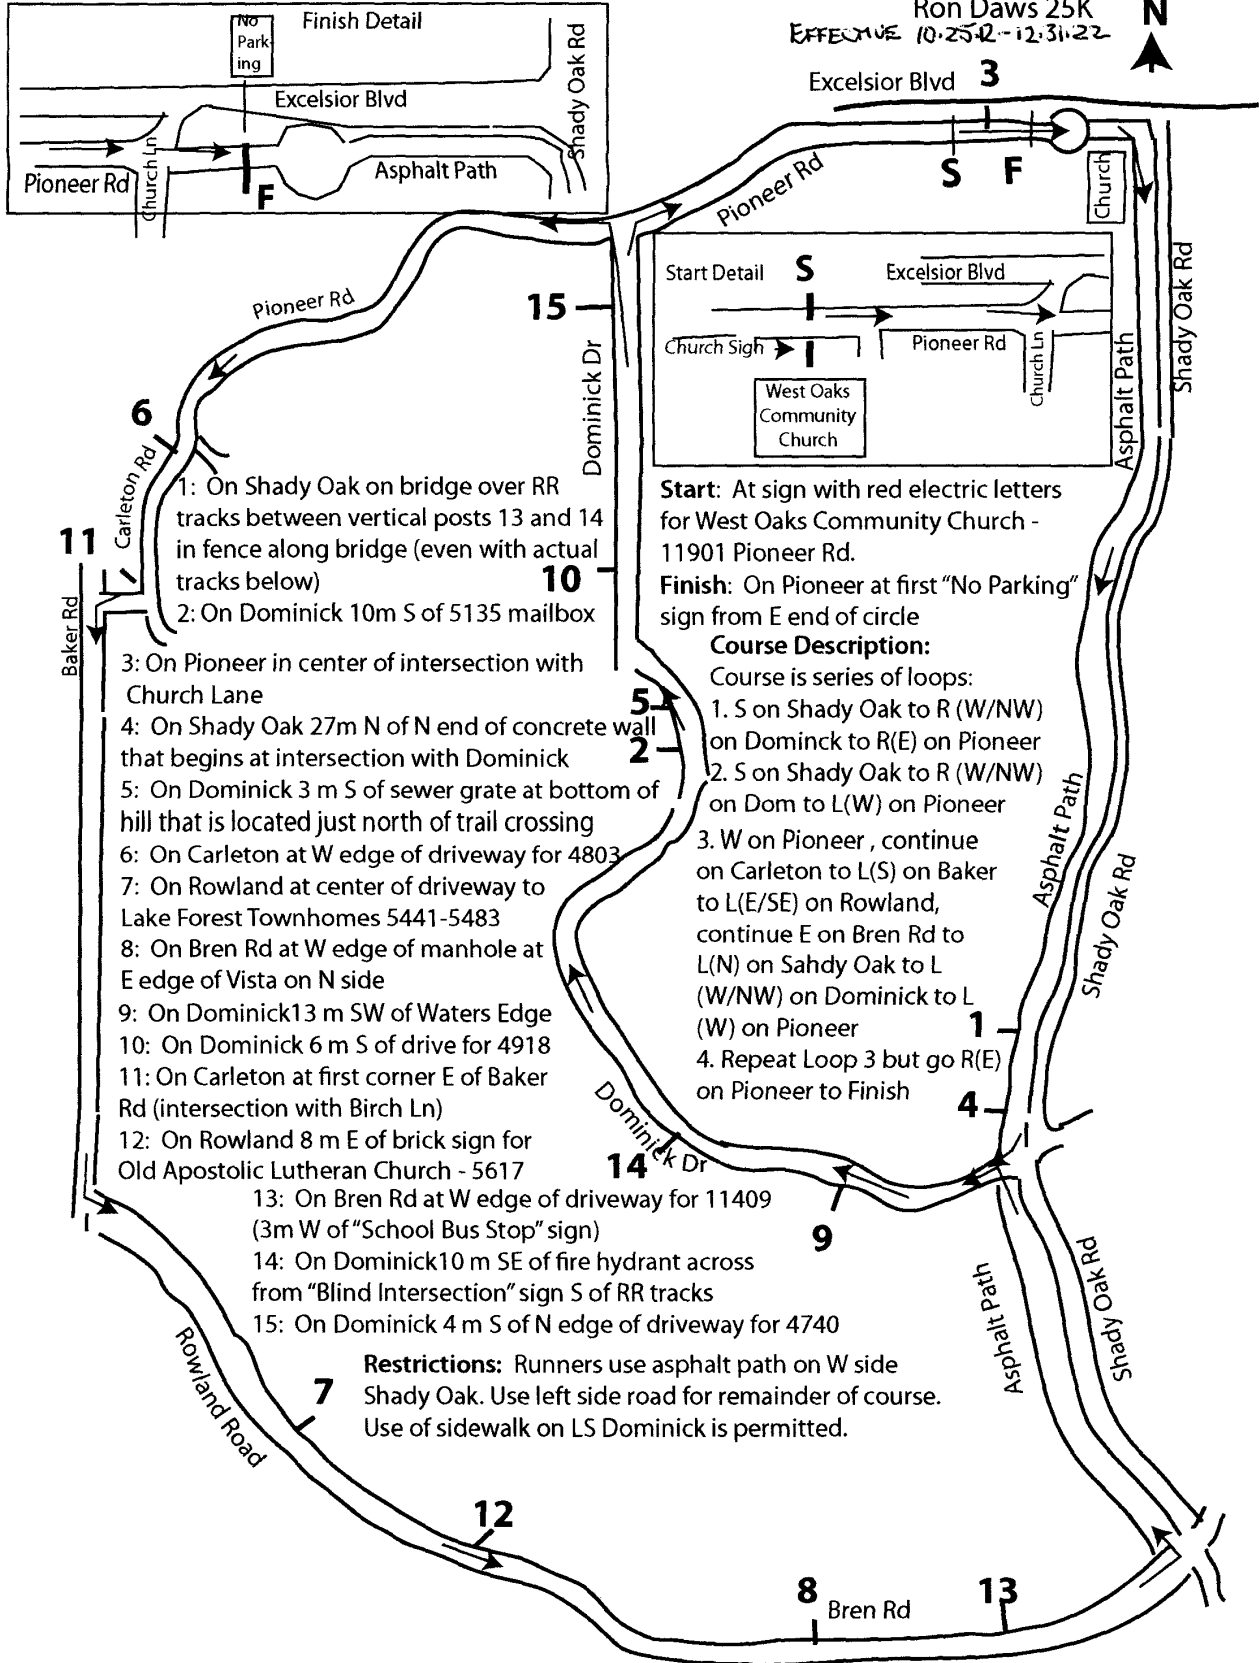 Ron Daws 25K
EFFECTIVE 10.25.12 - 12.31.22
N
No
Park
ing
Finish Detail
Shady Oak Rd
Excelsior Blvd
Pioneer Rd
Church Ln
F
Asphalt Path
Excelsior Blvd
3
S
F
Church
Pioneer Rd
Pioneer Rd
15
Dominick Dr
Start Detail
S
Excelsior Blvd
Church Sign
Pioneer Rd
Church Ln
West Oaks
Community
Church
Asphalt Path
Shady Oak Rd
6
Carleton Rd
11
Baker Rd
10
1: On Shady Oak on bridge over RR
tracks between vertical posts 13 and 14
in fence along bridge (even with actual
tracks below)
2: On Dominick 10m S of 5135 mailbox
3: On Pioneer in center of intersection with
Church Lane
4: On Shady Oak 27m N of N end of concrete wall
that begins at intersection with Dominick
5: On Dominick 3 m S of sewer grate at bottom of
hill that is located just north of trail crossing
6: On Carleton at W edge of driveway for 4803
7: On Rowland at center of driveway to
Lake Forest Townhomes 5441-5483
8: On Bren Rd at W edge of manhole at
E edge of Vista on N side
9: On Dominick13 m SW of Waters Edge
10: On Dominick 6 m S of drive for 4918
11: On Carleton at first corner E of Baker
Rd (intersection with Birch Ln)
12: On Rowland 8 m E of brick sign for
Old Apostolic Lutheran Church - 5617
13: On Bren Rd at W edge of driveway for 11409
(3m W of "School Bus Stop" sign)
14: On Dominick10 m SE of fire hydrant across
from "Blind Intersection" sign S of RR tracks
15: On Dominick 4 m S of N edge of driveway for 4740
Start: At sign with red electric letters
for West Oaks Community Church -
11901 Pioneer Rd.
Finish: On Pioneer at first "No Parking"
sign from E end of circle
Course Description:
Course is series of loops:
1. S on Shady Oak to R (W/NW)
on Dominck to R(E) on Pioneer
2. S on Shady Oak to R (W/NW)
on Dom to L(W) on Pioneer
3. W on Pioneer , continue
on Carleton to L(S) on Baker
to L(E/SE) on Rowland,
continue E on Bren Rd to
L(N) on Sahdy Oak to L
(W/NW) on Dominick to L
(W) on Pioneer
4. Repeat Loop 3 but go R(E)
on Pioneer to Finish
5
2
Asphalt Path
Shady Oak Rd
1
4
Dominick Dr
14
9
Asphalt Path
Shady Oak Rd
Restrictions: Runners use asphalt path on W side
Shady Oak. Use left side road for remainder of course.
Use of sidewalk on LS Dominick is permitted.
Rowland Road
7
12
8
Bren Rd
13